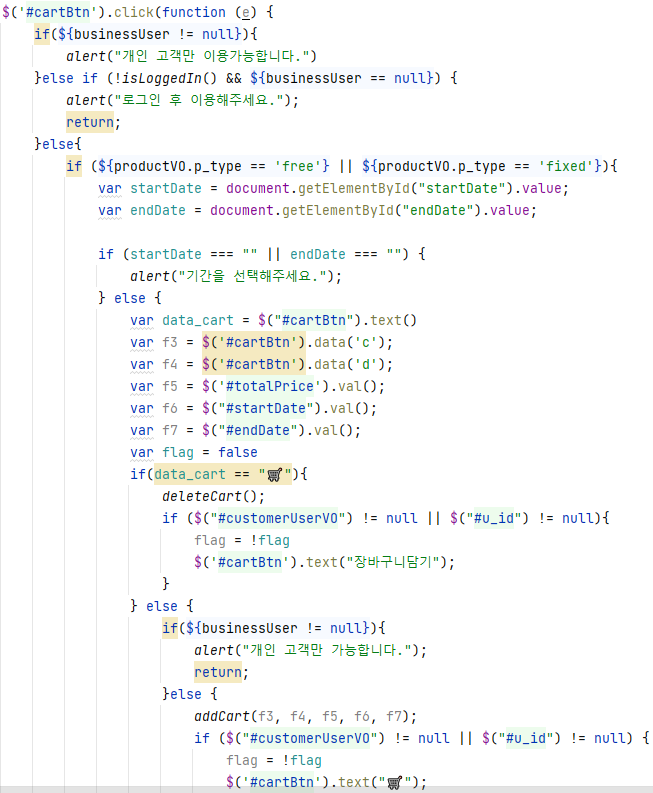 $('#cartBtn').click(function (e) {
    if(${businessUser != null}){
        alert("개인 고객만 이용가능합니다.")
    }else if (!isLoggedIn() && ${businessUser == null}) {
        alert("로그인 후 이용해주세요.");
        return;
    }else{
        if (${productVO.p_type == 'free'} || ${productVO.p_type == 'fixed'}){
            var startDate = document.getElementById("startDate").value;
            var endDate = document.getElementById("endDate").value;

            if (startDate === "" || endDate === "") {
                alert("기간을 선택해주세요.");
            } else {
                var data_cart = $("#cartBtn").text()
                var f3 = $('#cartBtn').data('c');
                var f4 = $('#cartBtn').data('d');
                var f5 = $('#totalPrice').val();
                var f6 = $("#startDate").val();
                var f7 = $("#endDate").val();
                var flag = false
                if(data_cart == "🛒"){
                    deleteCart();
                    if ($("#customerUserVO") != null || $("#u_id") != null){
                        flag = !flag
                        $('#cartBtn').text("장바구니담기");
                    }
                } else {
                    if(${businessUser != null}){
                        alert("개인 고객만 가능합니다.");
                        return;
                    }else {
                        addCart(f3, f4, f5, f6, f7);
                        if ($("#customerUserVO") != null || $("#u_id") != null) {
                            flag = !flag
                            $('#cartBtn').text("🛒");